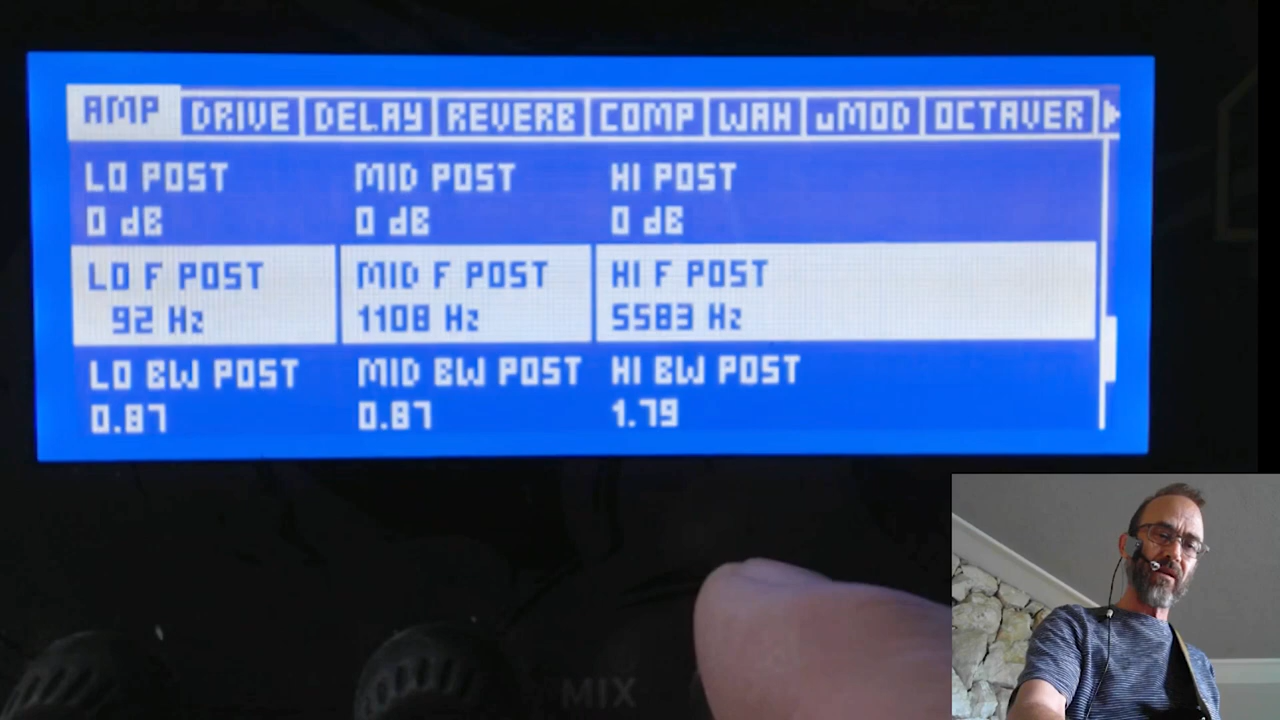 AMP DRIVE DELAY REVERB COMP WAH uMOD OCTAVER
LO POST MID POST HI POST
0 dB 0 dB 0 dB
LO F POST MID F POST HI F POST
92 Hz 1108 Hz 5583 Hz
LO BW POST MID BW POST HI BW POST
0.87 0.87 1.79
MIX